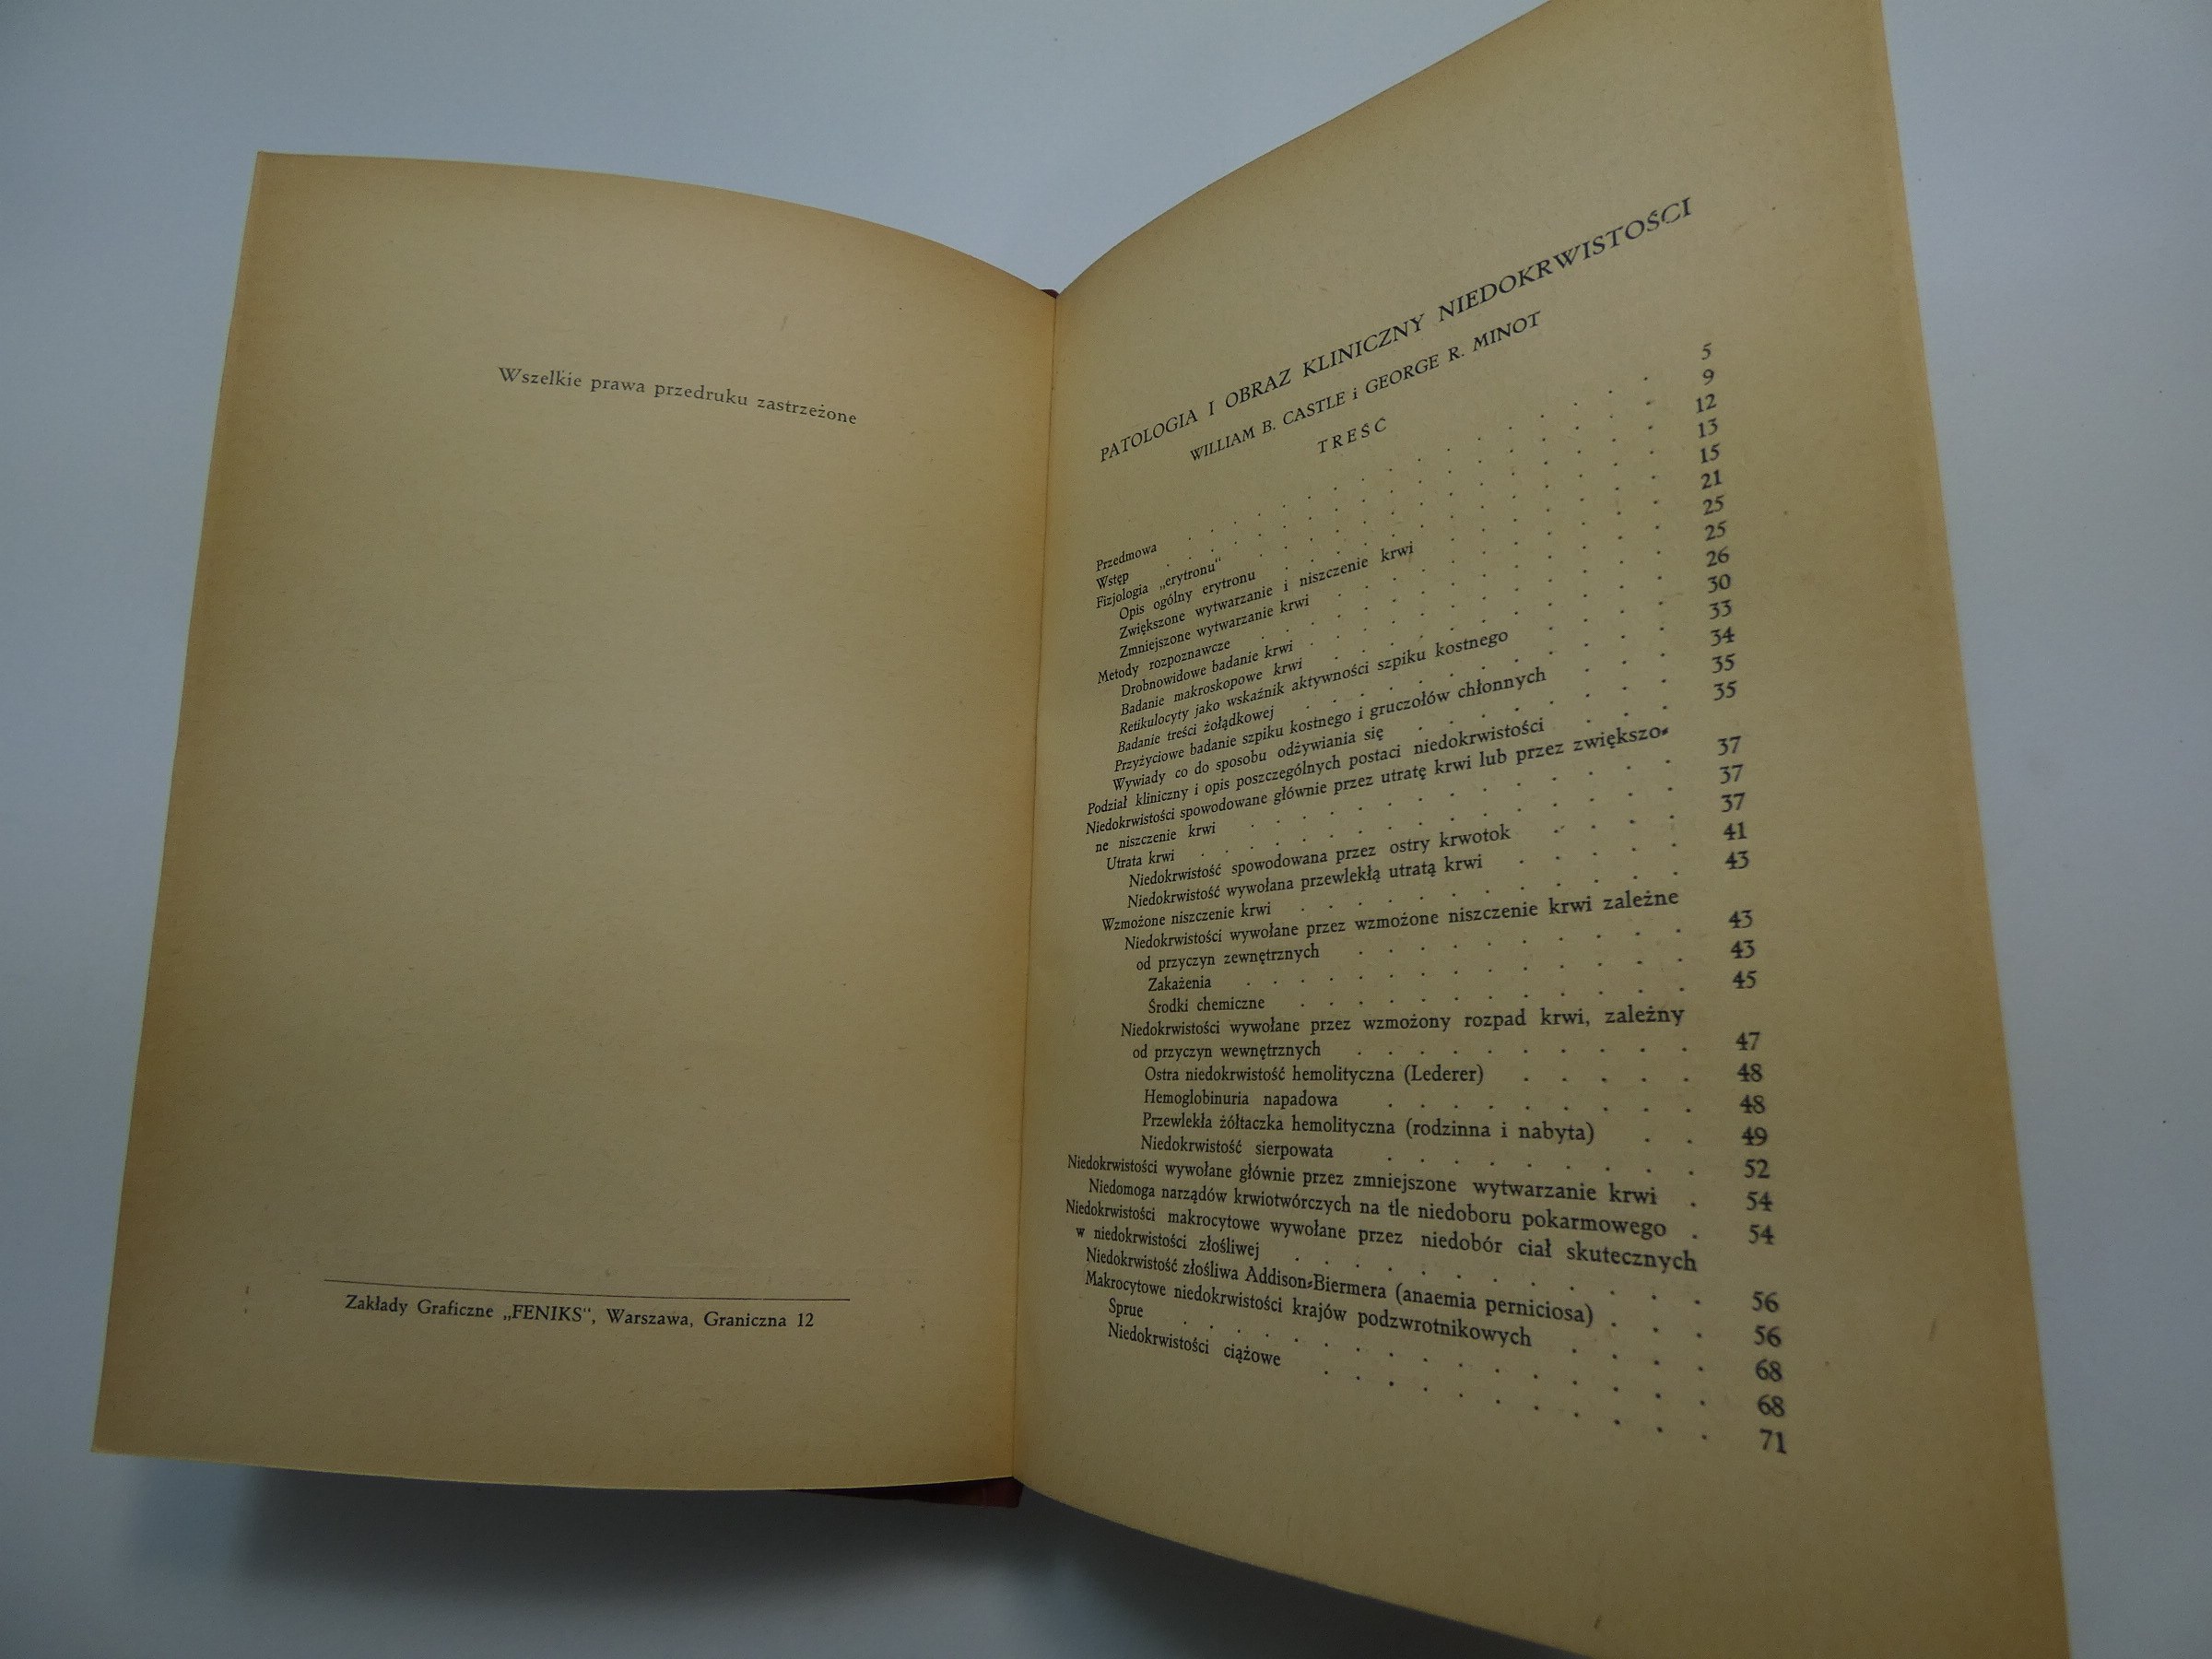 Wszelkie prawa przedruku zastrzeżone
Zakłady Graficzne „FENIKS“, Warszawa, Graniczna 12
PATOLOGIA I OBRAZ KLINICZNY NIEDOKRWISTOŚCI
WILLIAM B. CASTLE i GEORGE R. MINOT
TREŚĆ
Przedmowa . . . . . . . . . . 5
Wstęp . . . . . . . . . . 9
Fizjologia „erytronu“ . . . . . . . . . 12
Opis ogólny erytronu . . . . . . . . 13
Zwiększone wytwarzanie i niszczenie krwi . . . . . 15
Zmniejszone wytwarzanie krwi . . . . . . . 21
Metody rozpoznawcze . . . . . . . . 25
Drobnowidowe badanie krwi . . . . . . . 25
Badanie makroskopowe krwi . . . . . . . 26
Retikulocyty jako wskaźnik aktywności szpiku kostnego . . . 30
Badanie treści żołądkowej . . . . . . . 33
Przyżyciowe badanie szpiku kostnego i gruczołów chłonnych . . 34
Wywiady co do sposobu odżywiania się . . . . . 35
Podział kliniczny i opis poszczególnych postaci niedokrwistości . . . 35
Niedokrwistości spowodowane głównie przez utratę krwi lub przez zwiększo-
ne niszczenie krwi . . . . . . . . . 37
Utrata krwi . . . . . . . . . . 37
Niedokrwistość spowodowana przez ostry krwotok . . . 37
Niedokrwistość wywołana przewlekłą utratą krwi . . . . 41
Wzmożone niszczenie krwi . . . . . . . . 43
Niedokrwistości wywołane przez wzmożone niszczenie krwi zależne
od przyczyn zewnętrznych . . . . . . . . 43
Zakażenia . . . . . . . . . . 43
Środki chemiczne . . . . . . . . . 45
Niedokrwistości wywołane przez wzmożony rozpad krwi, zależny
od przyczyn wewnętrznych . . . . . . . . 47
Ostra niedokrwistość hemolityczna (Lederer) . . . . . 48
Hemoglobinuria napadowa . . . . . . . . 48
Przewlekła żółtaczka hemolityczna (rodzinna i nabyta) . . 49
Niedokrwistość sierpowata . . . . . . . . 52
Niedokrwistości wywołane głównie przez zmniejszone wytwarzanie krwi . 54
Niedomoga narządów krwiotwórczych na tle niedoboru pokarmowego . 54
Niedokrwistości makrocytowe wywołane przez niedobór ciał skutecznych
w niedokrwistości złośliwej . . . . . . . . 56
Niedokrwistość złośliwa Addison-Biermera (anaemia perniciosa) . . . 56
Makrocytowe niedokrwistości krajów podzwrotnikowych . . . . 68
Sprue . . . . . . . . . . 68
Niedokrwistości ciążowe . . . . . . . . 71